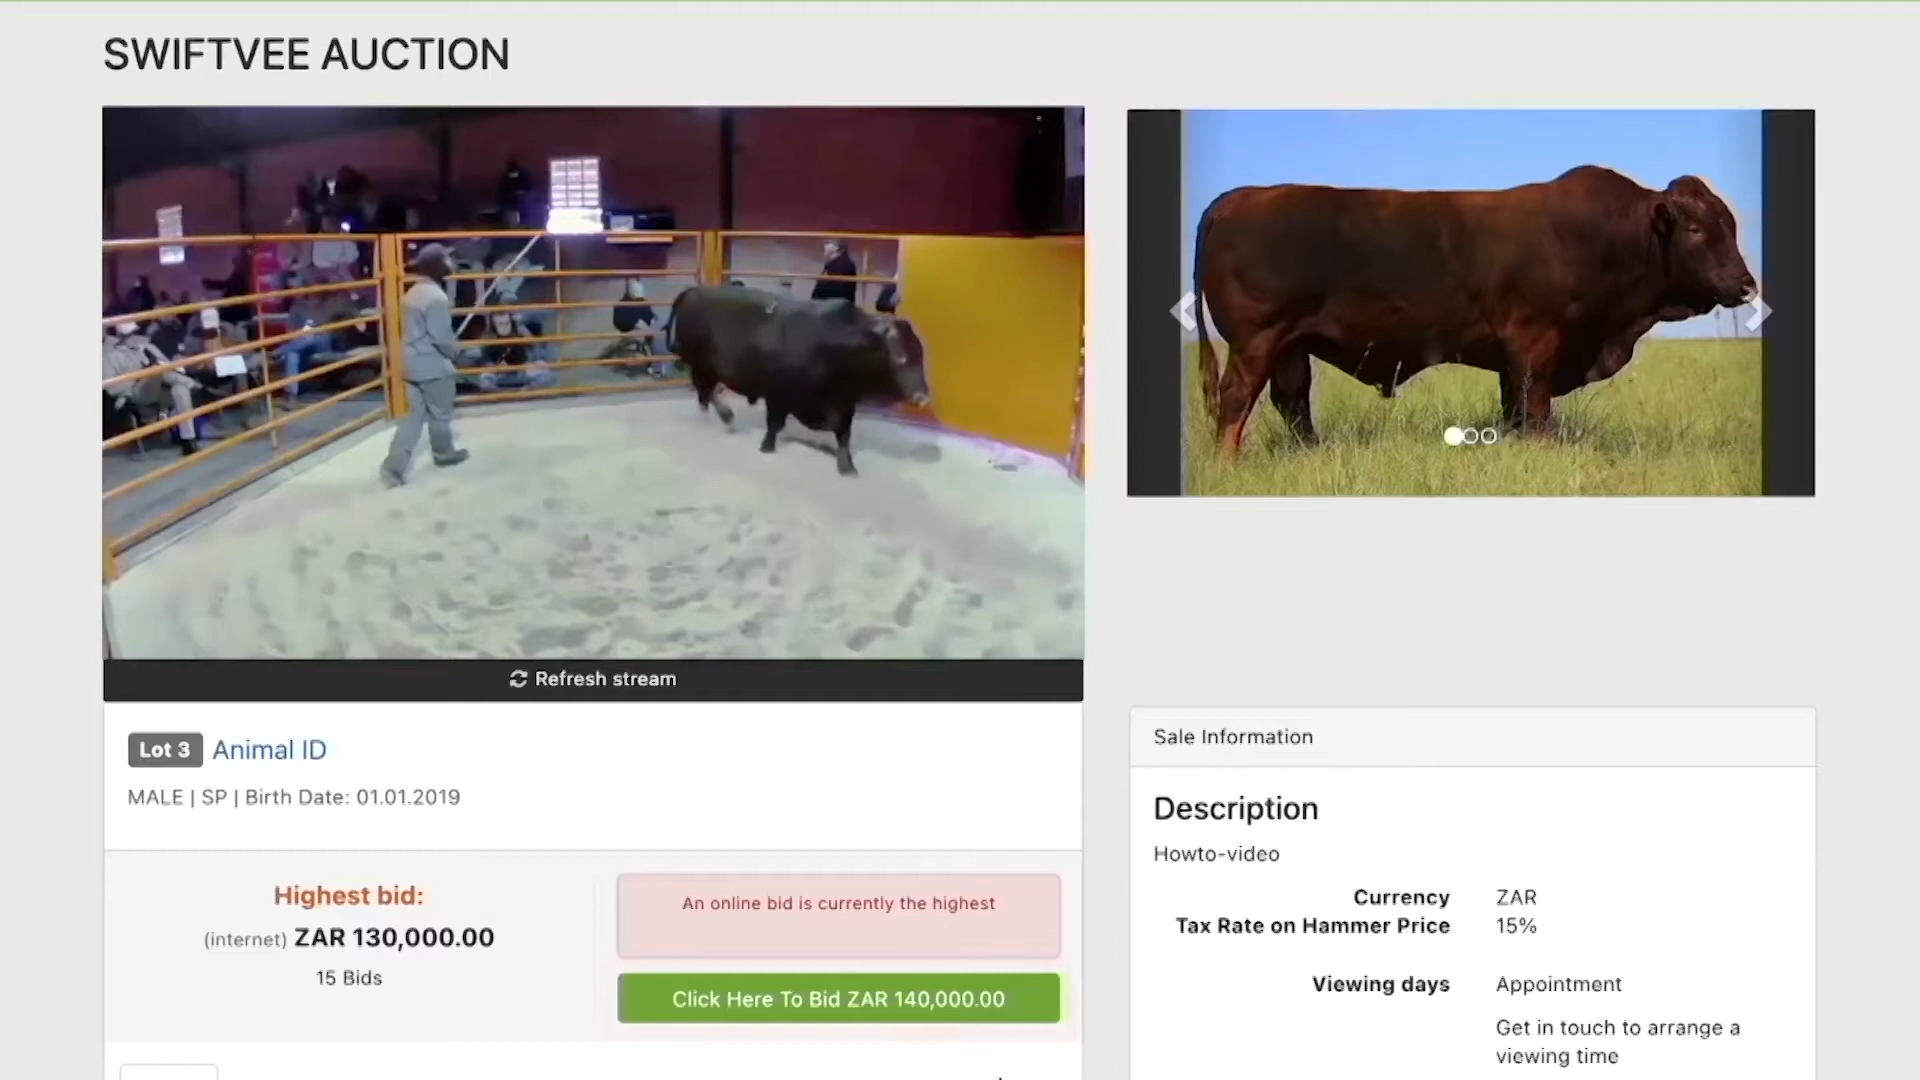 SWIFTVEE AUCTION
Refresh stream
Lot 3 Animal ID
MALE | SP | Birth Date: 01.01.2019
Highest bid:
(internet) ZAR 130,000.00
15 Bids
An online bid is currently the highest
Click Here To Bid ZAR 140,000.00
Sale Information
Description
Howto-video
Currency ZAR
Tax Rate on Hammer Price 15%
Viewing days Appointment
Get in touch to arrange a
viewing time